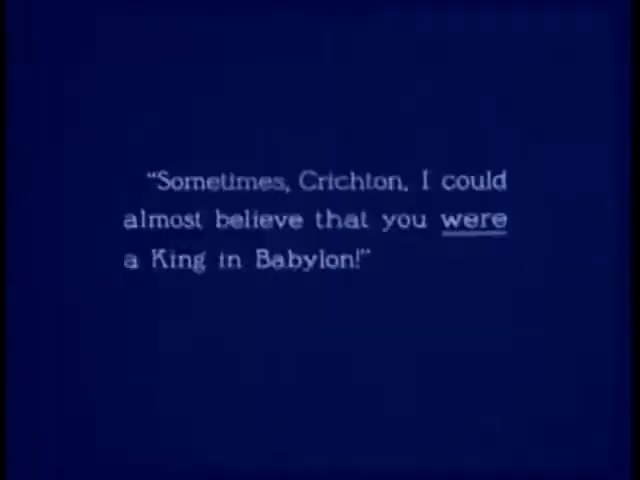 "Sometimes, Crichton, I could
almost believe that you were
a King in Babylon!"